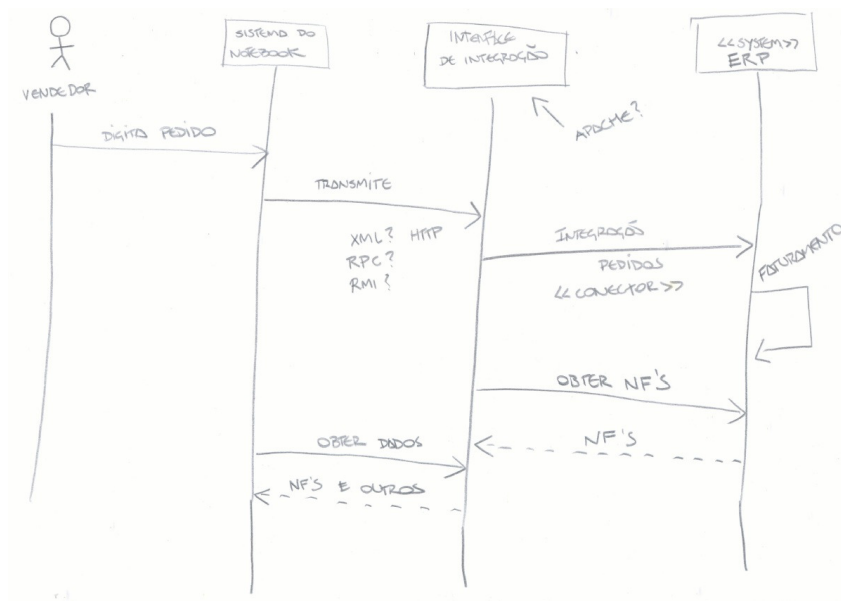 SISTEMA DO
NOTEBOOK
INTERFACE
DE INTEGRAÇÃO
<<SYSTEM>>
ERP
VENDEDOR
APACHE?
DIGITA PEDIDO
TRANSMITE
XML? HTTP
RPC?
RMI?
INTEGRAÇÃO
PEDIDOS
<<CONECTOR>>
FATURAMENTO
OBTER NF'S
NF'S
OBTER DADOS
NF'S E OUTROS